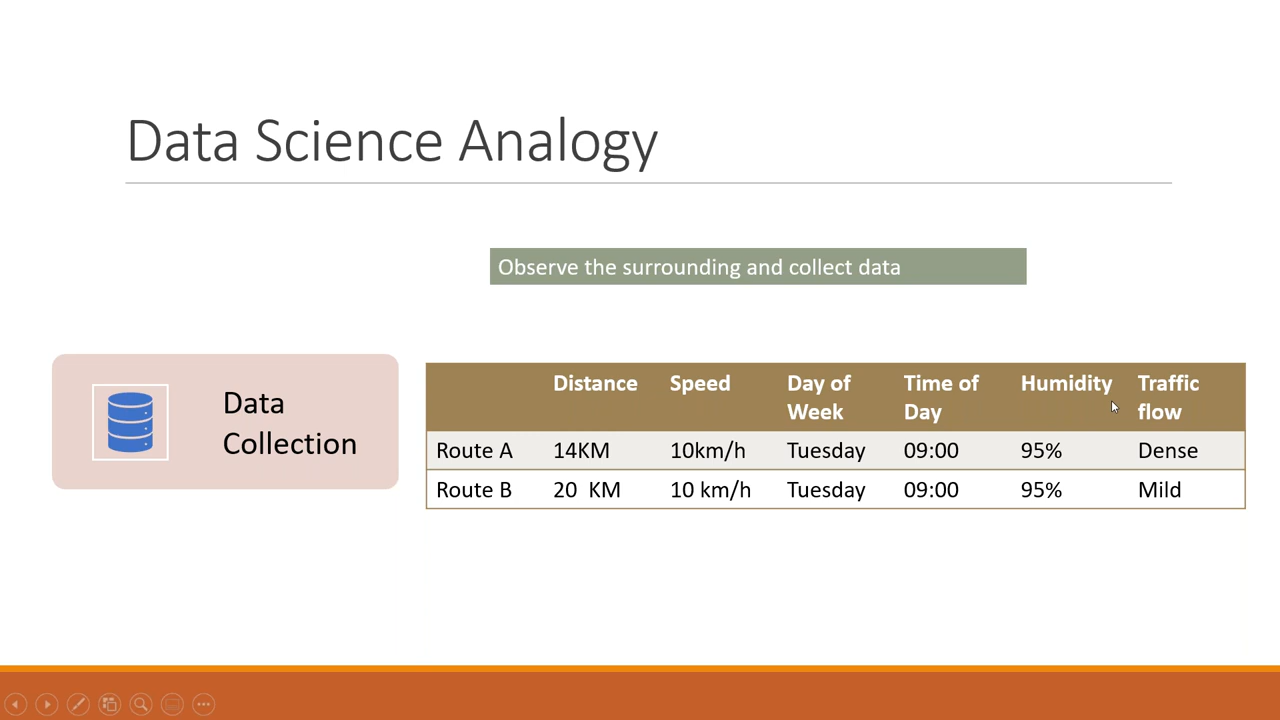 Data Science Analogy
Observe the surrounding and collect data
Data
Collection
Distance Speed Day of Week Time of Day Humidity Traffic flow
Route A 14KM 10km/h Tuesday 09:00 95% Dense
Route B 20 KM 10 km/h Tuesday 09:00 95% Mild